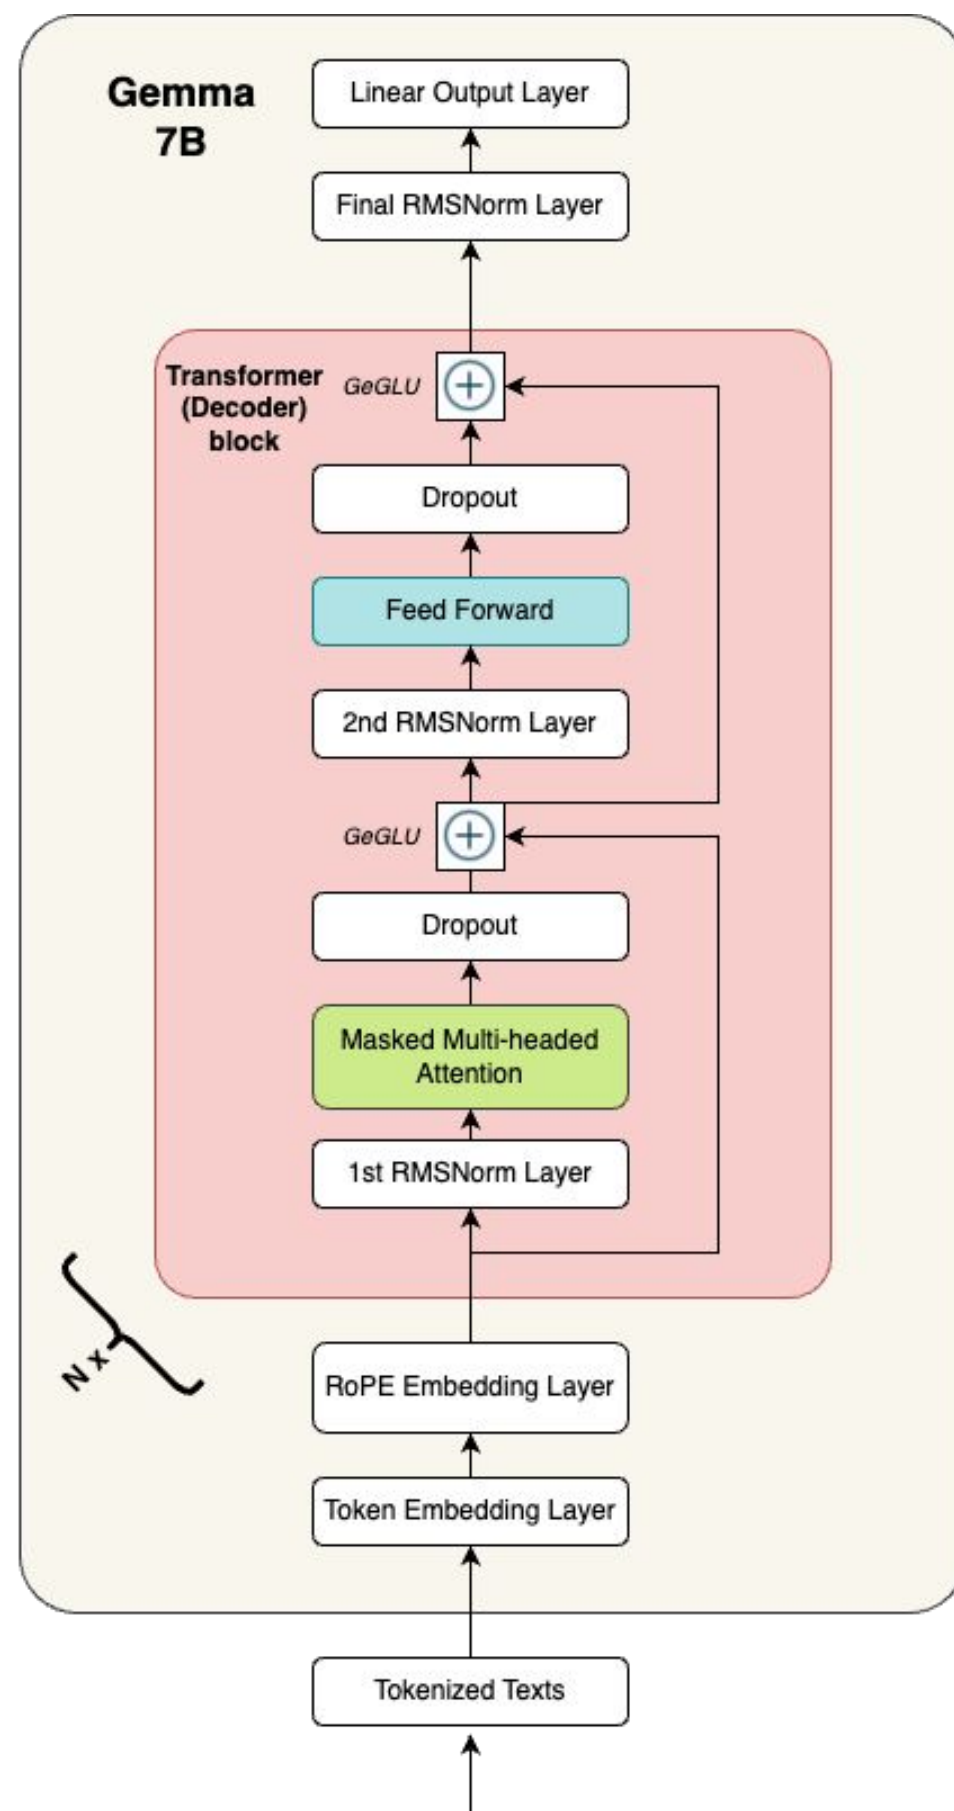 Gemma
7B
Linear Output Layer
Final RMSNorm Layer
Transformer
(Decoder)
block
GeGLU
Dropout
Feed Forward
2nd RMSNorm Layer
GeGLU
Dropout
Masked Multi-headed
Attention
1st RMSNorm Layer
N x
RoPE Embedding Layer
Token Embedding Layer
Tokenized Texts